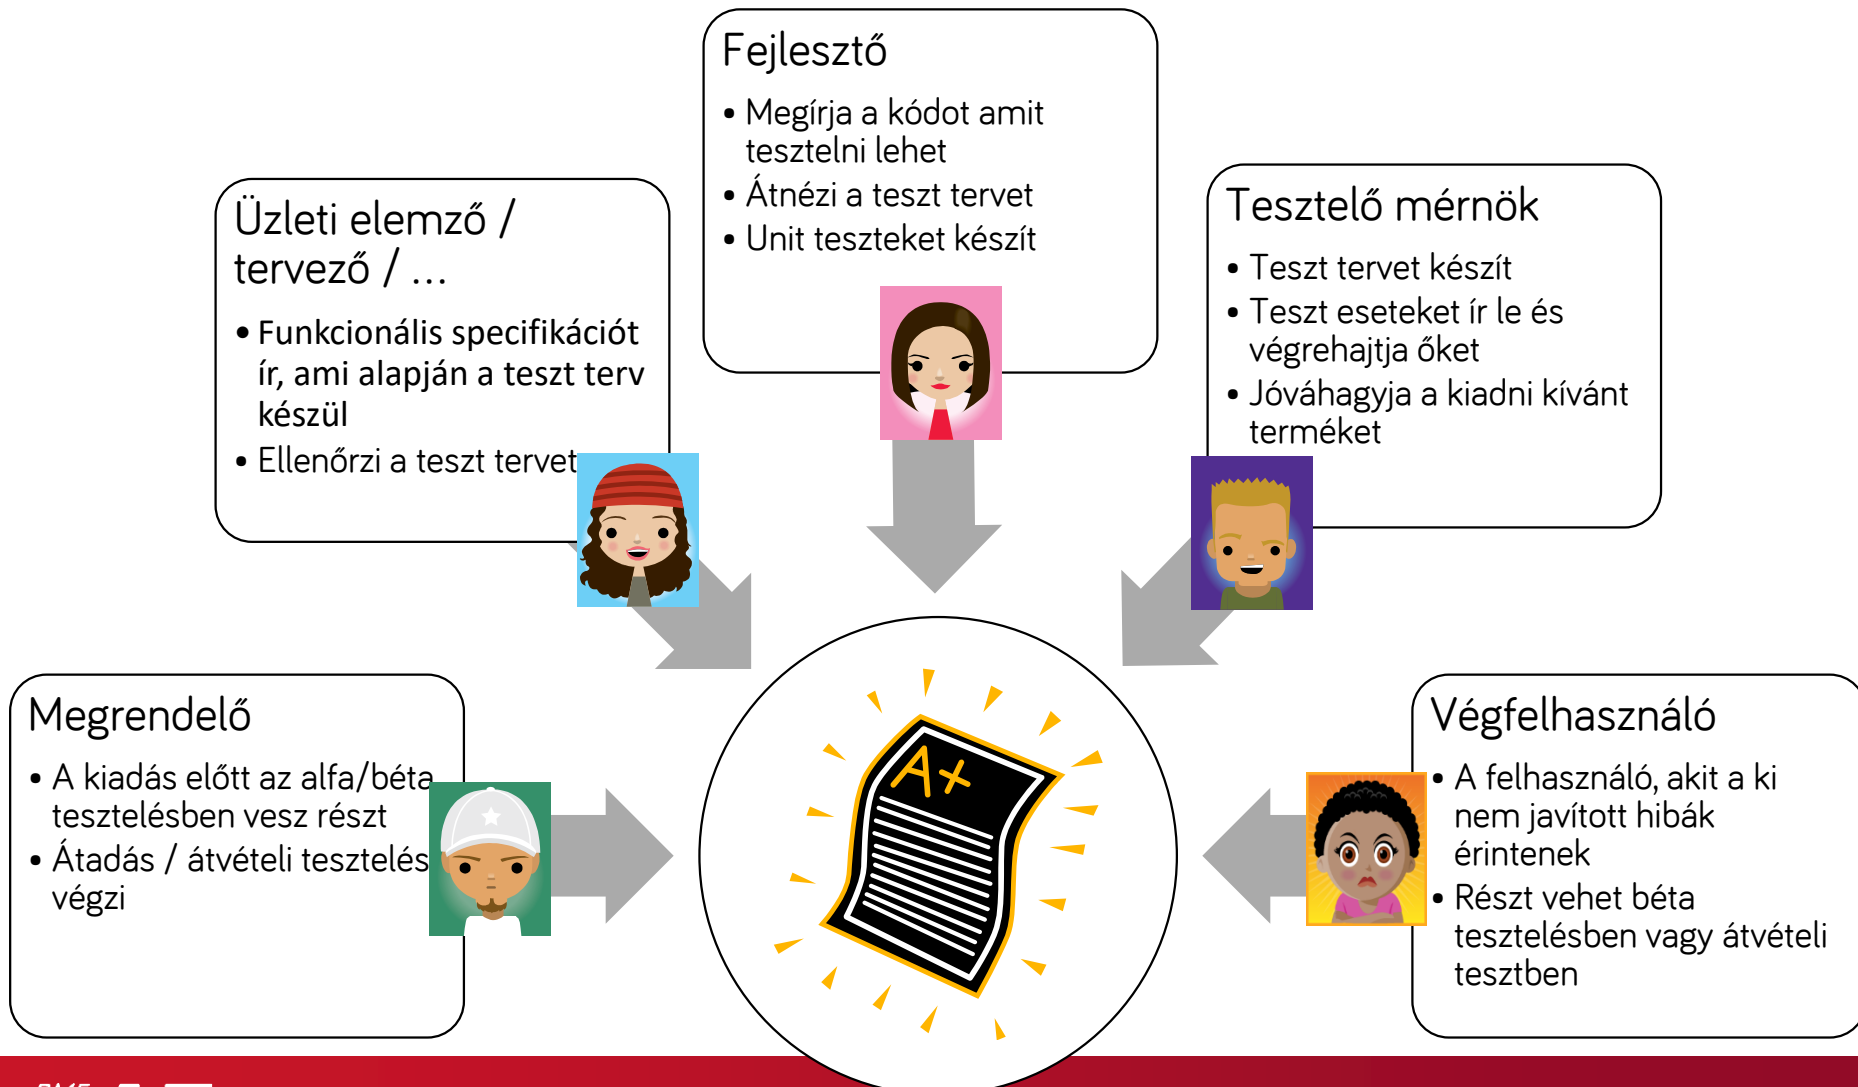 Fejlesztő
• Megírja a kódot amit
tesztelni lehet
• Átnézi a teszt tervet
• Unit teszteket készít
Üzleti elemző /
tervező / ...
• Funkcionális specifikációt
ír, ami alapján a teszt terv
készül
• Ellenőrzi a teszt tervet
Tesztelő mérnök
• Teszt tervet készít
• Teszt eseteket ír le és
végrehajtja őket
• Jóváhagyja a kiadni kívánt
terméket
Megrendelő
• A kiadás előtt az alfa/béta
tesztelésben vesz részt
• Átadás / átvételi tesztelés
végzi
A+
Végfelhasználó
• A felhasználó, akit a ki
nem javított hibák
érintenek
• Részt vehet béta
tesztelésben vagy átvételi
tesztben